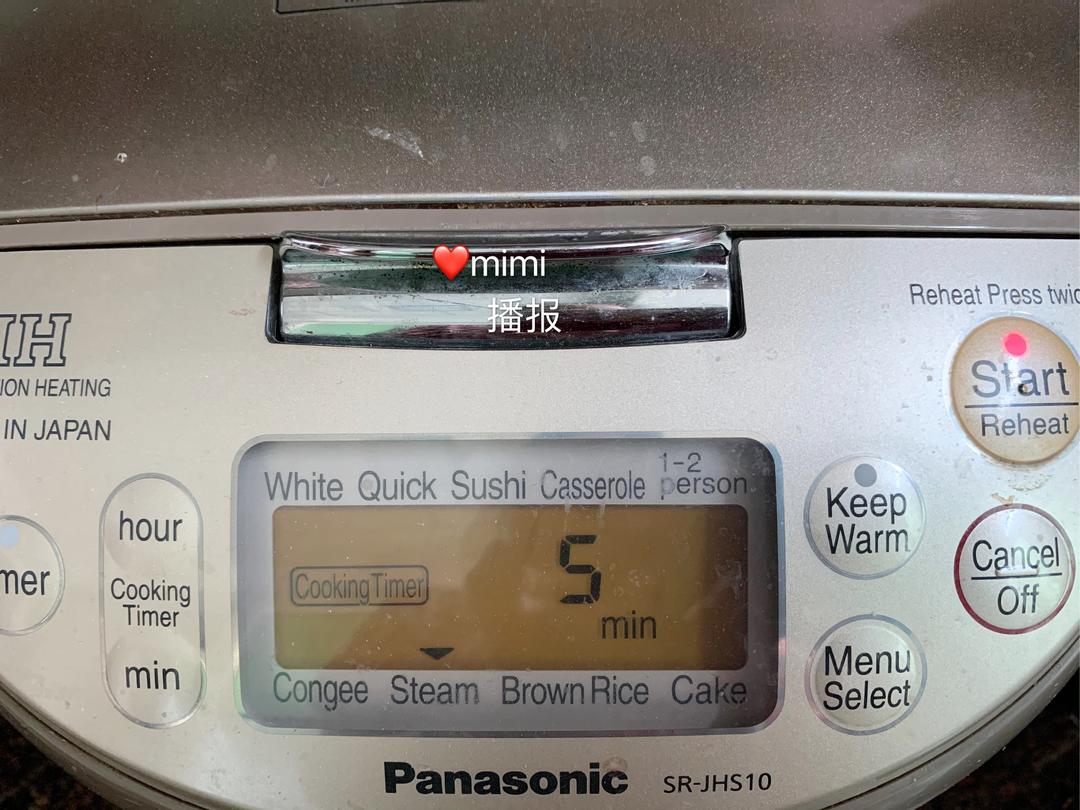 ❤️mimi
播报
Reheat Press twic
IH
ION HEATING
IN JAPAN
Start
Reheat
White Quick Sushi Casserole 1-2 person
Keep
Warm
hour
Cooking
Timer
min
mer
Cooking Timer
5
min
Cancel
Off
Congee Steam Brown Rice Cake
Menu
Select
Panasonic SR-JHS10